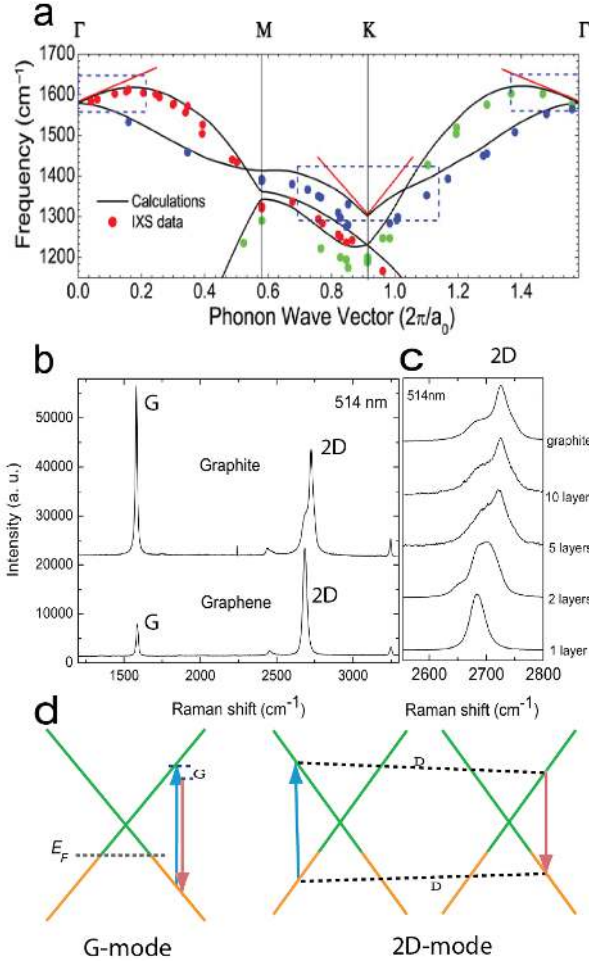 a
Γ M K Γ
1700
1600
1500
1400
1300
1200
Frequency (cm⁻¹)
Calculations
IXS data
0.0 0.2 0.4 0.6 0.8 1.0 1.2 1.4
Phonon Wave Vector (2π/a₀)
b
50000
40000
30000
20000
10000
0
Intensity (a. u.)
G
514 nm
2D
Graphite
G
2D
Graphene
1500 2000 2500 3000
Raman shift (cm⁻¹)
c
2D
514nm
graphite
10 layer
5 layers
2 layers
1 layer
2600 2700 2800
Raman shift (cm⁻¹)
d
G
E_F
G-mode
D
D
2D-mode